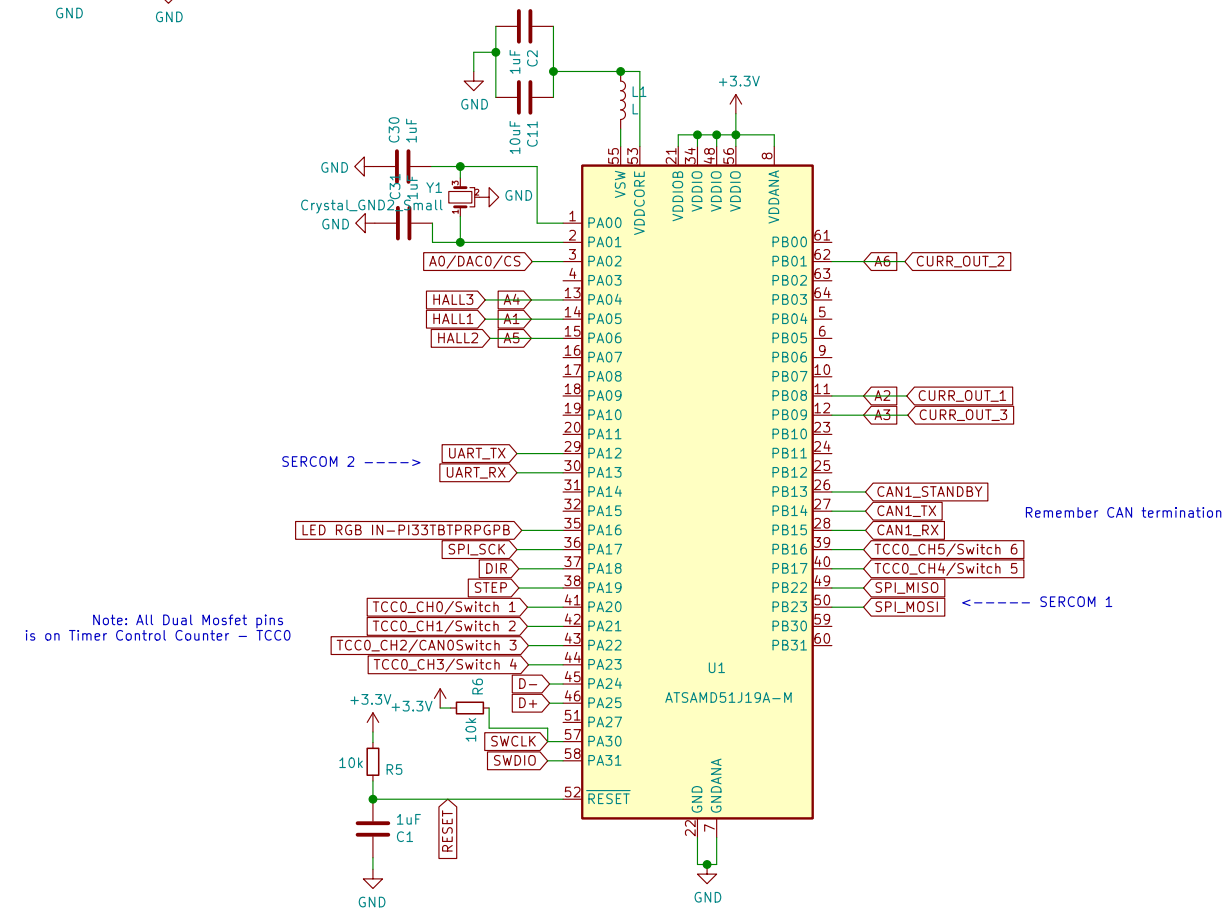 GND
GND
1uF
C2
GND
10uF
C11
L1
L
+3.3V
C30
1uF
GND
C31
1uF
Y1
3
2
1
GND
Crystal_GND2_Small
GND
55
53
21
34
48
56
8
VSW
VDDCORE
VDDIOB
VDDIO
VDDIO
VDDIO
VDDANA
1 PA00
2 PA01
A0/DAC0/CS 3 PA02
4 PA03
HALL3 A4 13 PA04
HALL1 A1 14 PA05
HALL2 A5 15 PA06
16 PA07
17 PA08
18 PA09
19 PA10
20 PA11
SERCOM 2 ---->
UART_TX 29 PA12
UART_RX 30 PA13
31 PA14
32 PA15
LED RGB IN-PI33TBTPRPGPB 35 PA16
SPI_SCK 36 PA17
DIR 37 PA18
STEP 38 PA19
TCC0_CH0/Switch 1 41 PA20
TCC0_CH1/Switch 2 42 PA21
TCC0_CH2/CAN0Switch 3 43 PA22
TCC0_CH3/Switch 4 44 PA23
D- 45 PA24
D+ 46 PA25
51 PA27
SWCLK 57 PA30
SWDIO 58 PA31
52 RESET
PB00 61
PB01 62 A6 CURR_OUT_2
PB02 63
PB03 64
PB04 5
PB05 6
PB06 9
PB07 10
PB08 11 A2 CURR_OUT_1
PB09 12 A3 CURR_OUT_3
PB10 23
PB11 24
PB12 25
PB13 26 CAN1_STANDBY
PB14 27 CAN1_TX
PB15 28 CAN1_RX
Remember CAN termination
PB16 39 TCC0_CH5/Switch 6
PB17 40 TCC0_CH4/Switch 5
PB22 49 SPI_MISO
PB23 50 SPI_MOSI
<----- SERCOM 1
PB30 59
PB31 60
U1
ATSAMD51J19A-M
Note: All Dual Mosfet pins
is on Timer Control Counter - TCC0
+3.3V
+3.3V
R6
10k
10k
R5
RESET
1uF
C1
GND
GND
GNDANA
22
7
GND